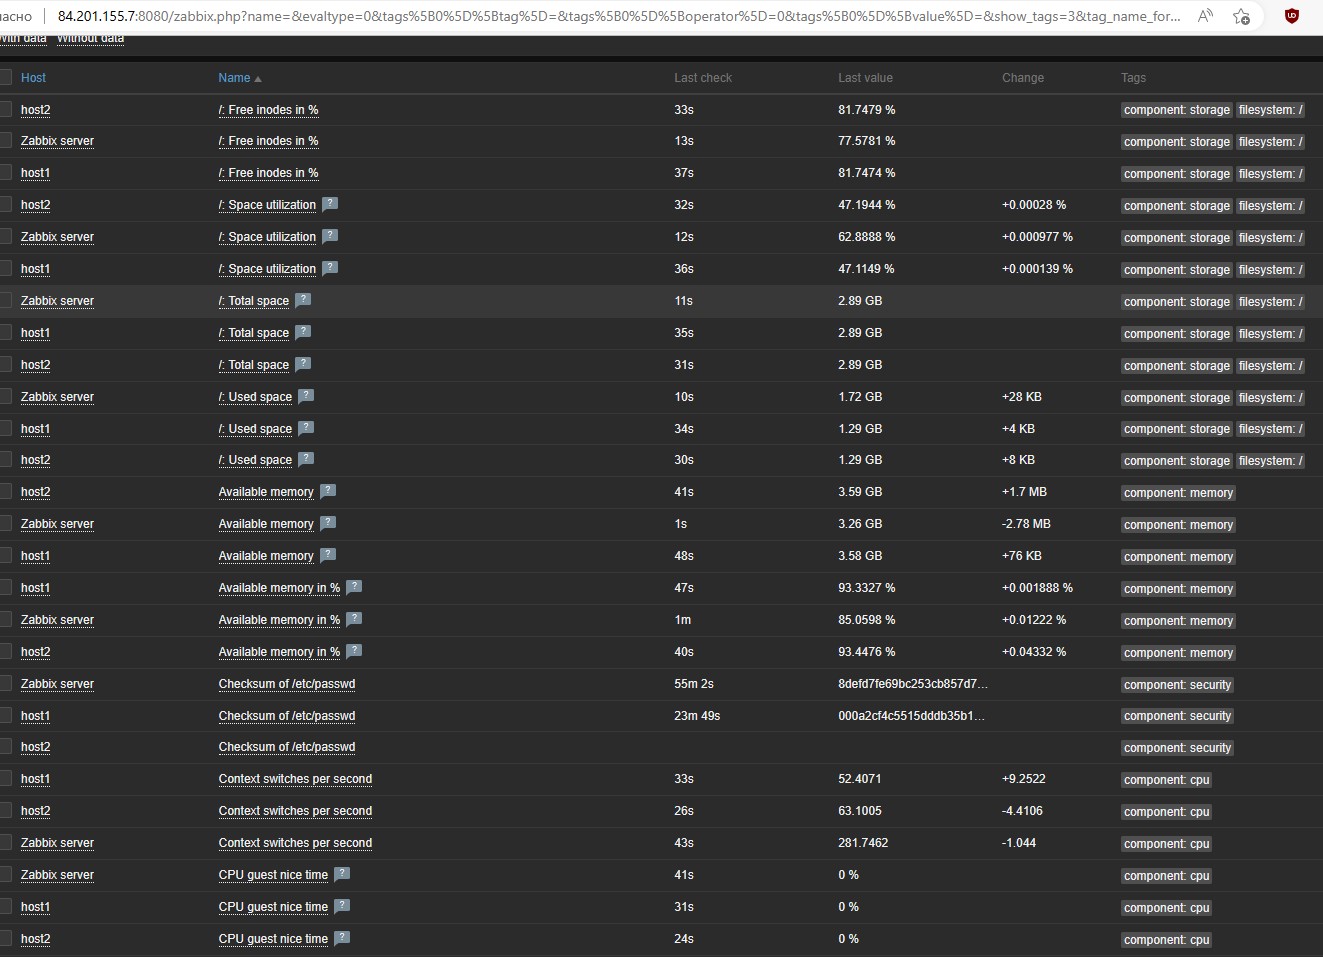 пасно 84.201.155.7:8080/zabbix.php?name=&evaltype=0&tags%5B0%5D%5Btag%5D=&tags%5B0%5D%5Boperator%5D=0&tags%5B0%5D%5Bvalue%5D=&show_tags=3&tag_name_for...
With data Without data
Host Name Last check Last value Change Tags
host2 /: Free inodes in % 33s 81.7479 % component: storage filesystem: /
Zabbix server /: Free inodes in % 13s 77.5781 % component: storage filesystem: /
host1 /: Free inodes in % 37s 81.7474 % component: storage filesystem: /
host2 /: Space utilization ? 32s 47.1944 % +0.00028 % component: storage filesystem: /
Zabbix server /: Space utilization ? 12s 62.8888 % +0.000977 % component: storage filesystem: /
host1 /: Space utilization ? 36s 47.1149 % +0.000139 % component: storage filesystem: /
Zabbix server /: Total space ? 11s 2.89 GB component: storage filesystem: /
host1 /: Total space ? 35s 2.89 GB component: storage filesystem: /
host2 /: Total space ? 31s 2.89 GB component: storage filesystem: /
Zabbix server /: Used space ? 10s 1.72 GB +28 KB component: storage filesystem: /
host1 /: Used space ? 34s 1.29 GB +4 KB component: storage filesystem: /
host2 /: Used space ? 30s 1.29 GB +8 KB component: storage filesystem: /
host2 Available memory ? 41s 3.59 GB +1.7 MB component: memory
Zabbix server Available memory ? 1s 3.26 GB -2.78 MB component: memory
host1 Available memory ? 48s 3.58 GB +76 KB component: memory
host1 Available memory in % ? 47s 93.3327 % +0.001888 % component: memory
Zabbix server Available memory in % ? 1m 85.0598 % +0.01222 % component: memory
host2 Available memory in % ? 40s 93.4476 % +0.04332 % component: memory
Zabbix server Checksum of /etc/passwd 55m 2s 8defd7fe69bc253cb857d7... component: security
host1 Checksum of /etc/passwd 23m 49s 000a2cf4c5515dddb35b1... component: security
host2 Checksum of /etc/passwd component: security
host1 Context switches per second 33s 52.4071 +9.2522 component: cpu
host2 Context switches per second 26s 63.1005 -4.4106 component: cpu
Zabbix server Context switches per second 43s 281.7462 -1.044 component: cpu
Zabbix server CPU guest nice time ? 41s 0 % component: cpu
host1 CPU guest nice time ? 31s 0 % component: cpu
host2 CPU guest nice time ? 24s 0 % component: cpu